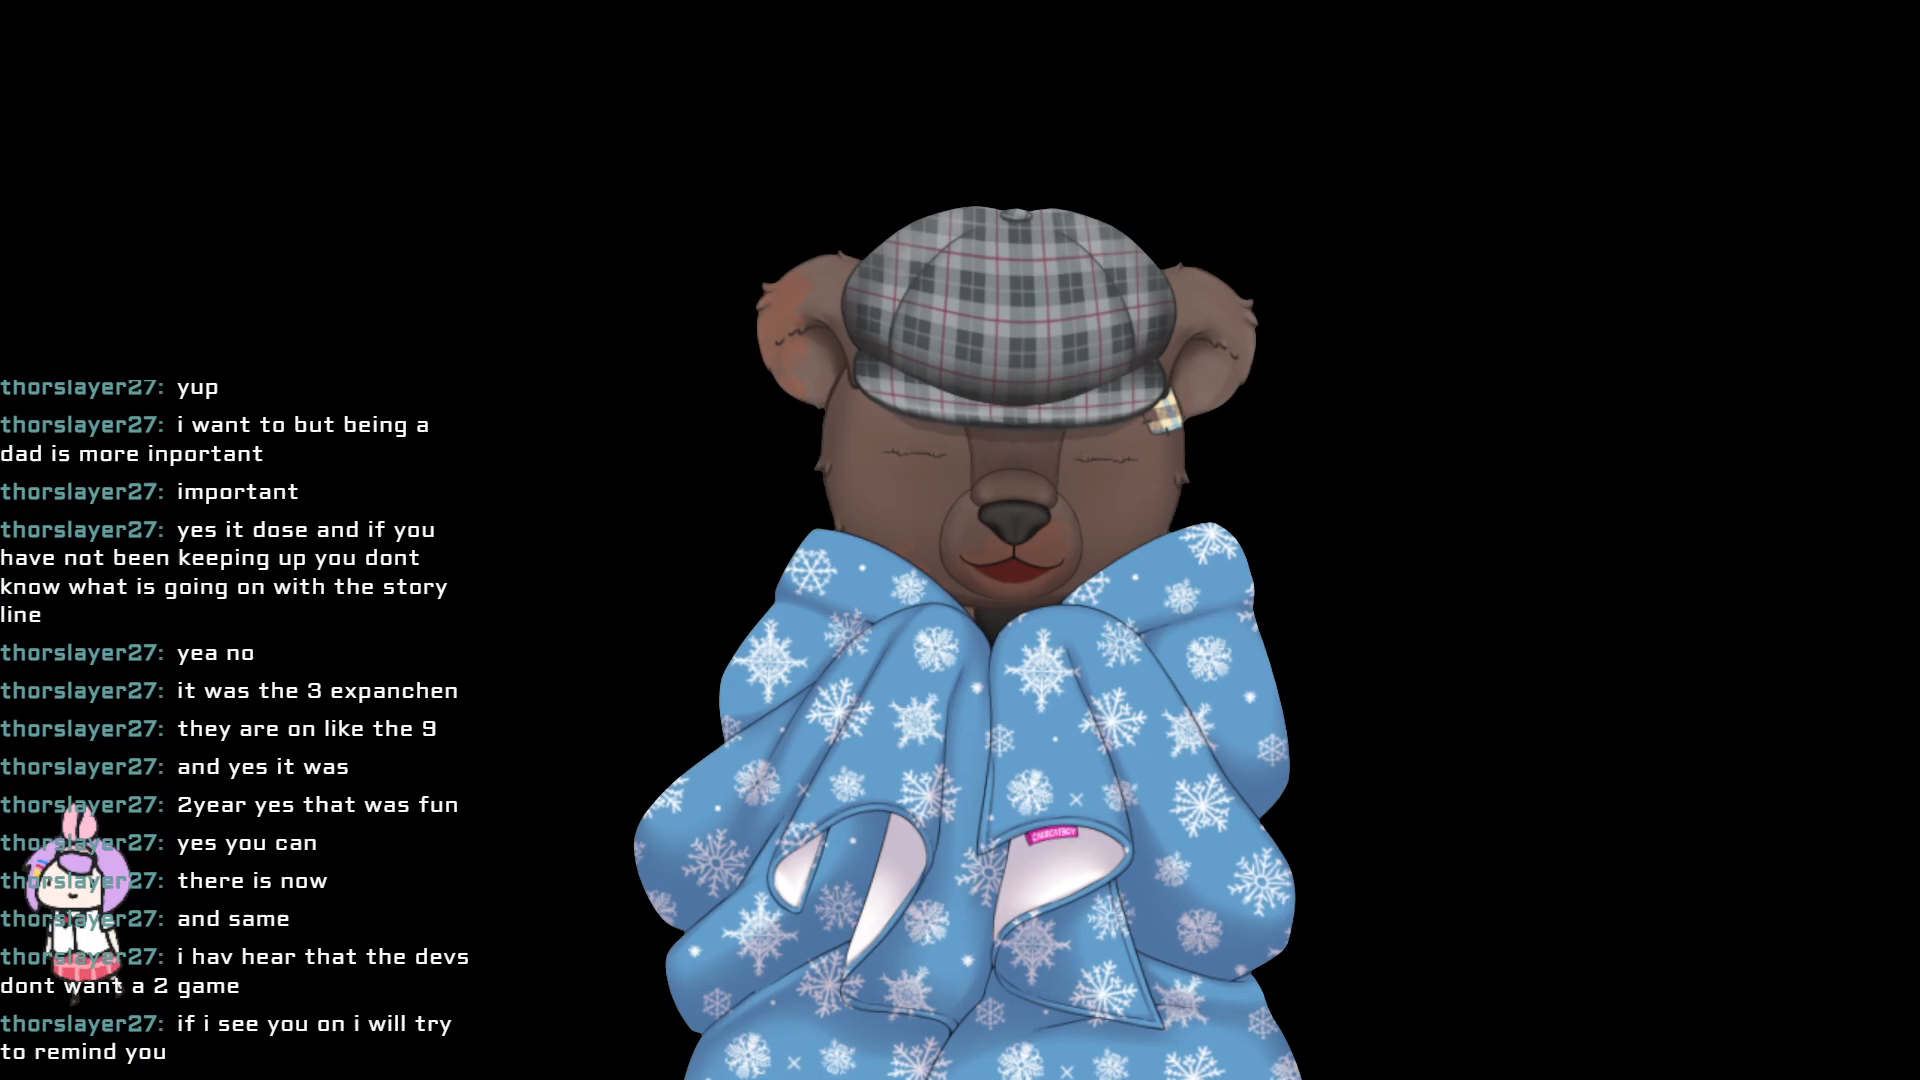 thorslayer27: yup
thorslayer27: i want to but being a
dad is more inportant
thorslayer27: important
thorslayer27: yes it dose and if you
have not been keeping up you dont
know what is going on with the story
line
thorslayer27: yea no
thorslayer27: it was the 3 expanchen
thorslayer27: they are on like the 9
thorslayer27: and yes it was
thorslayer27: 2year yes that was fun
thorslayer27: yes you can
thorslayer27: there is now
thorslayer27: and same
thorslayer27: i hav hear that the devs
dont want a 2 game
thorslayer27: if i see you on i will try
to remind you